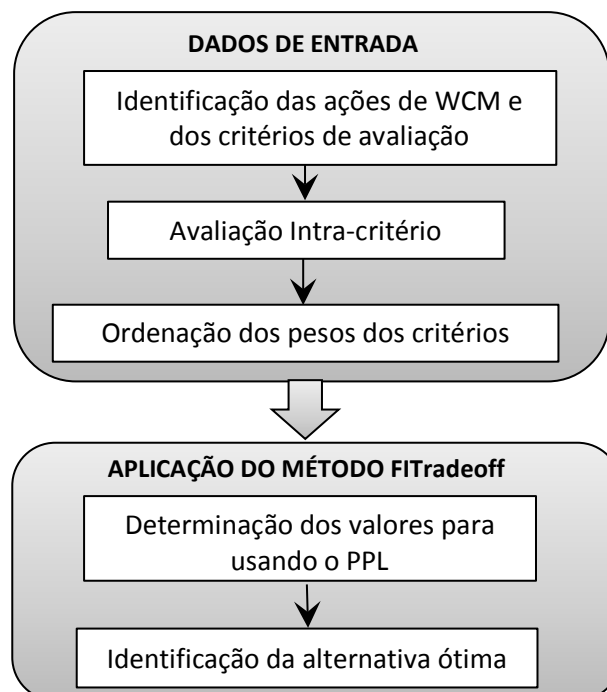 DADOS DE ENTRADA
Identificação das ações de WCM e
dos critérios de avaliação
Avaliação Intra-critério
Ordenação dos pesos dos critérios
APLICAÇÃO DO MÉTODO FITradeoff
Determinação dos valores para
usando o PPL
Identificação da alternativa ótima